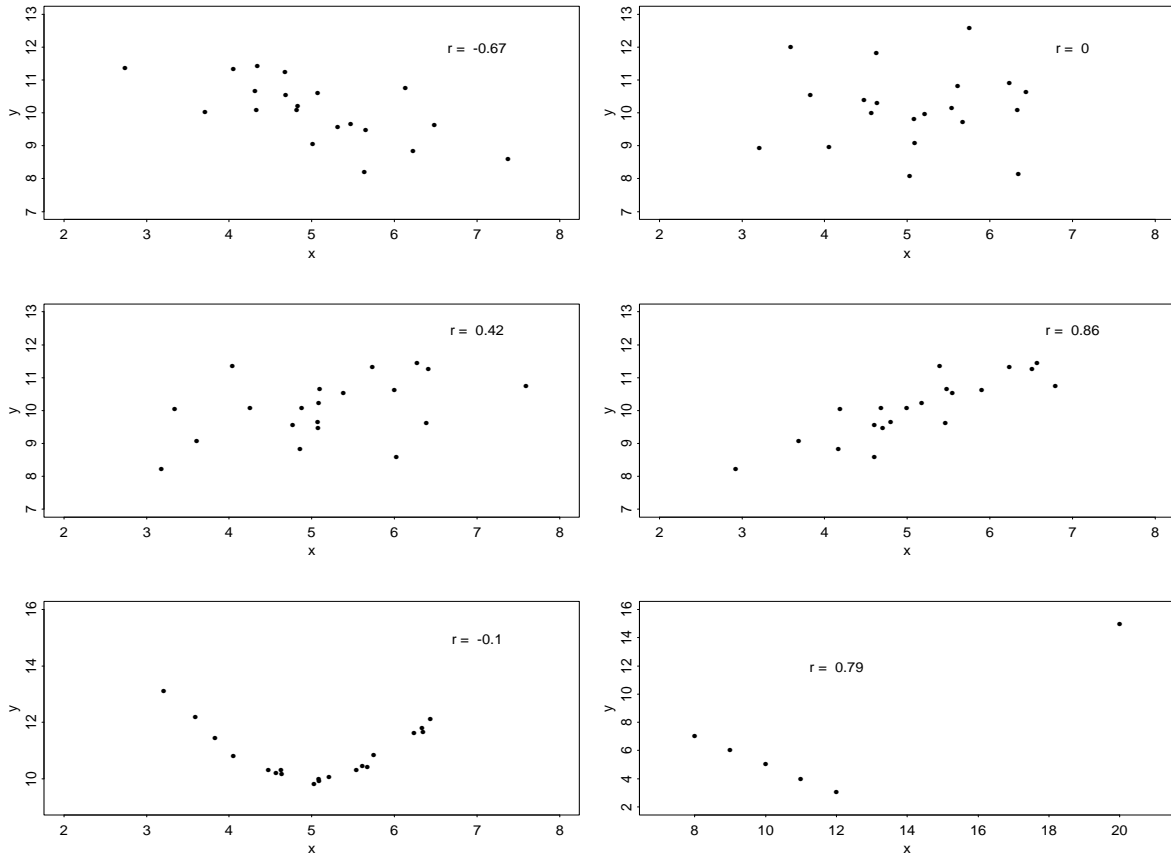 r = -0.67
7 8 9 10 11 12 13
y
2 3 4 5 6 7 8
x
r = 0
7 8 9 10 11 12 13
y
2 3 4 5 6 7 8
x
r = 0.42
7 8 9 10 11 12 13
y
2 3 4 5 6 7 8
x
r = 0.86
7 8 9 10 11 12 13
y
2 3 4 5 6 7 8
x
r = -0.1
10 12 14 16
y
2 3 4 5 6 7 8
x
r = 0.79
2 4 6 8 10 12 14 16
y
8 10 12 14 16 18 20
x